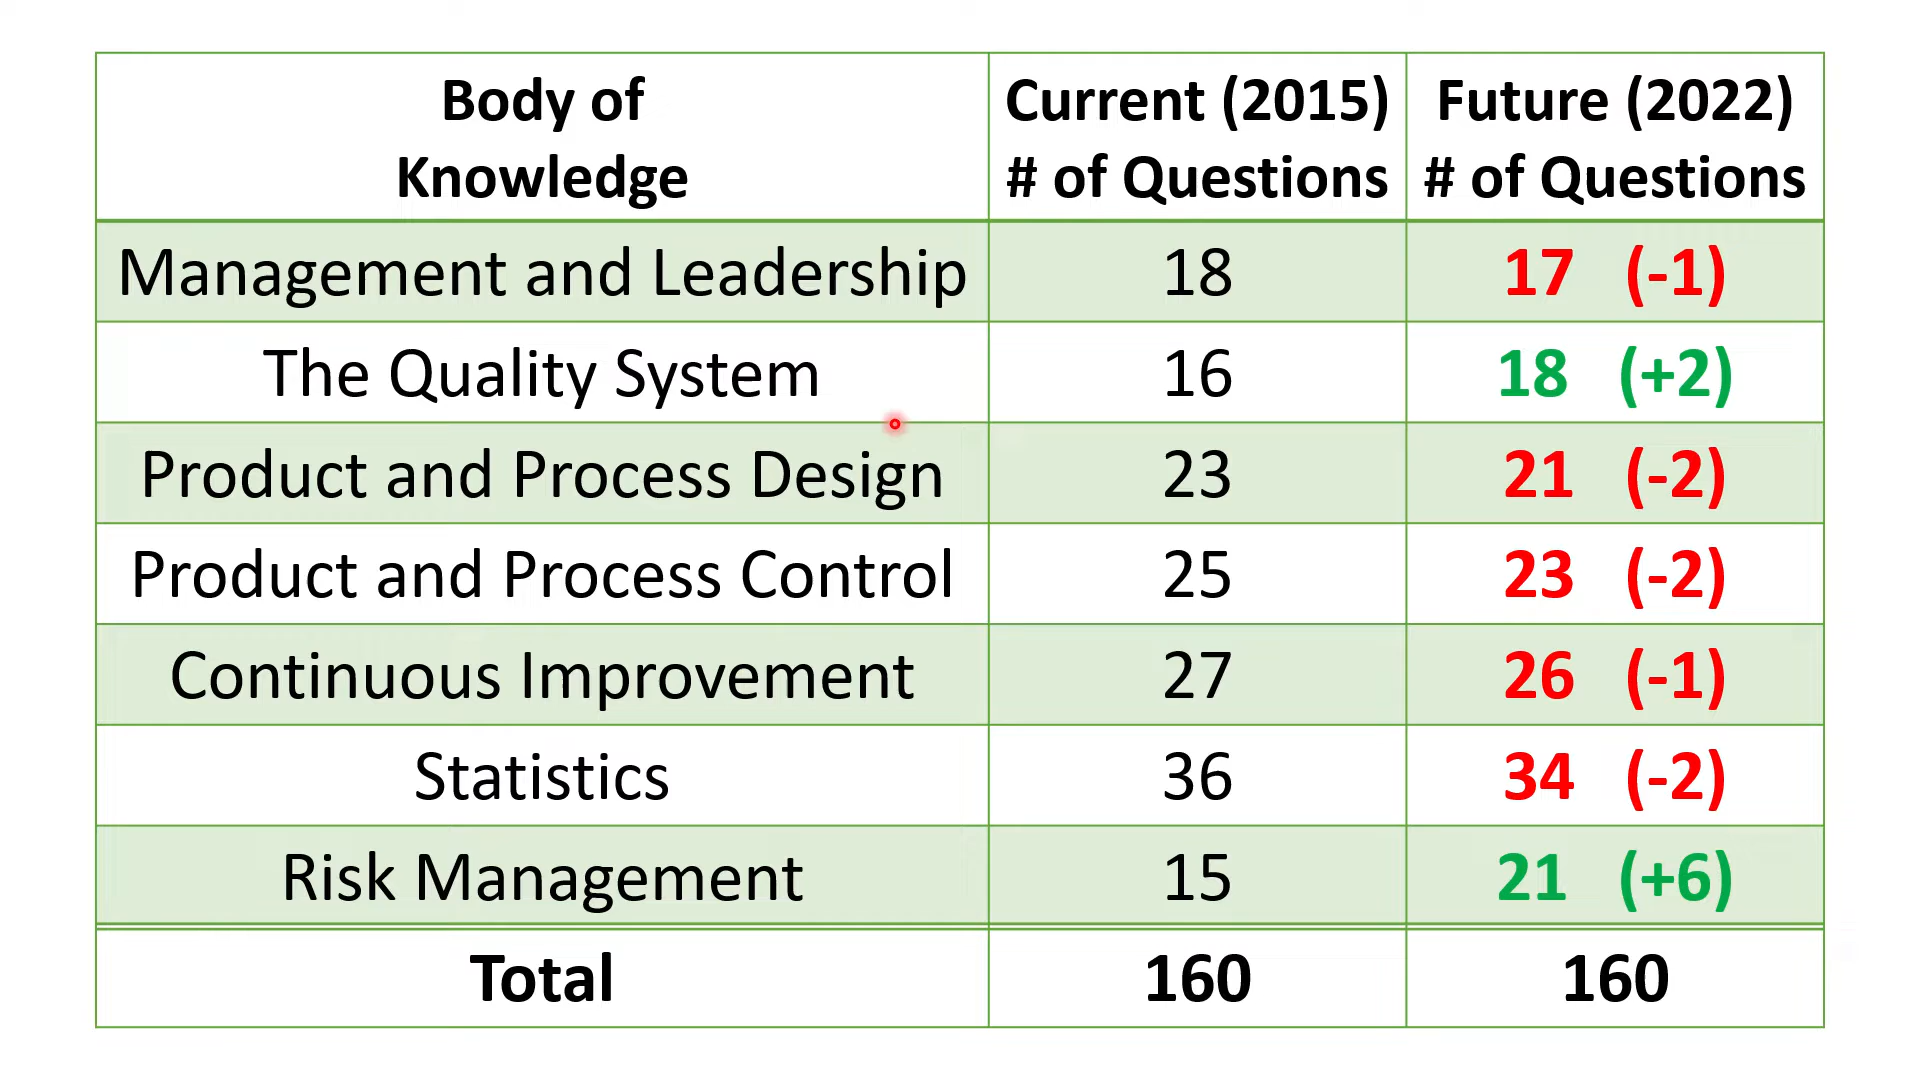 Body of Knowledge | Current (2015) # of Questions | Future (2022) # of Questions
Management and Leadership | 18 | 17 (-1)
The Quality System | 16 | 18 (+2)
Product and Process Design | 23 | 21 (-2)
Product and Process Control | 25 | 23 (-2)
Continuous Improvement | 27 | 26 (-1)
Statistics | 36 | 34 (-2)
Risk Management | 15 | 21 (+6)
Total | 160 | 160